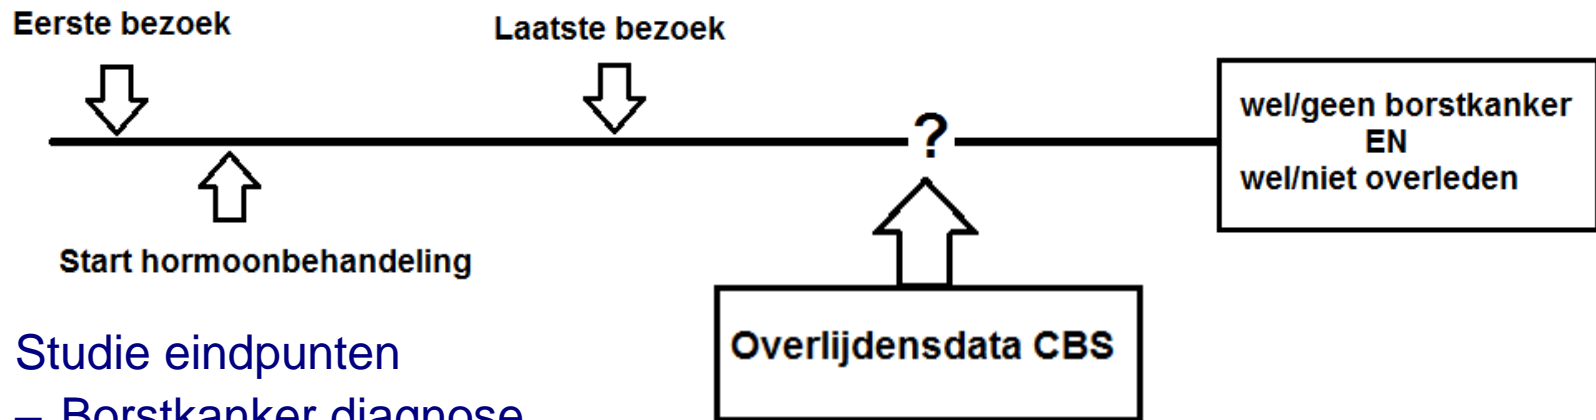 Eerste bezoek
Laatste bezoek
wel/geen borstkanker
EN
wel/niet overleden
?
Start hormoonbehandeling
Overlijdensdata CBS
Studie eindpunten
– Borstkanker diagnose